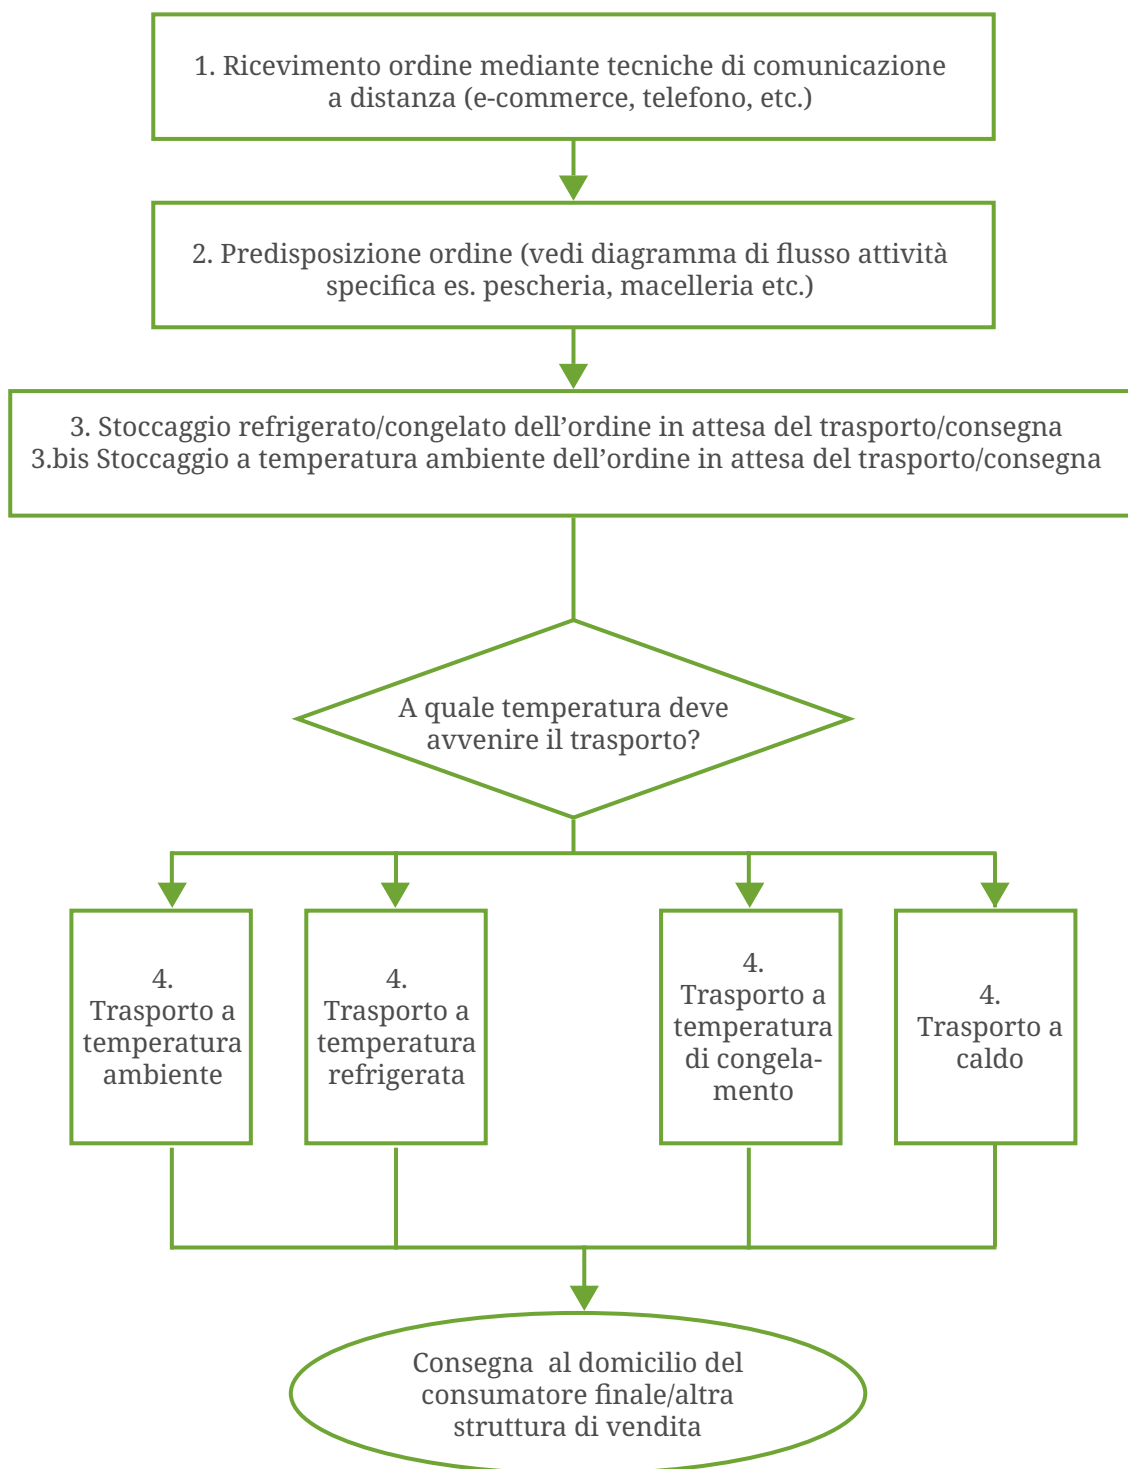 1. Ricevimento ordine mediante tecniche di comunicazione
a distanza (e-commerce, telefono, etc.)
2. Predisposizione ordine (vedi diagramma di flusso attività
specifica es. pescheria, macelleria etc.)
3. Stoccaggio refrigerato/congelato dell’ordine in attesa del trasporto/consegna
3.bis Stoccaggio a temperatura ambiente dell’ordine in attesa del trasporto/consegna
A quale temperatura deve
avvenire il trasporto?
4.
Trasporto a
temperatura
ambiente
4.
Trasporto a
temperatura
refrigerata
4.
Trasporto a
temperatura
di congela-
mento
4.
Trasporto a
caldo
Consegna  al domicilio del
consumatore finale/altra
struttura di vendita